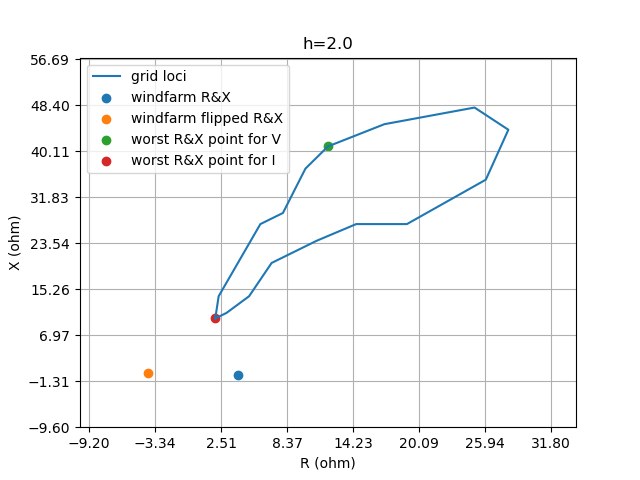 h=2.0
grid loci
windfarm R&X
windfarm flipped R&X
worst R&X point for V
worst R&X point for I
56.69
48.40
40.11
31.83
23.54
15.26
6.97
−1.31
−9.60
X (ohm)
−9.20 −3.34 2.51 8.37 14.23 20.09 25.94 31.80
R (ohm)